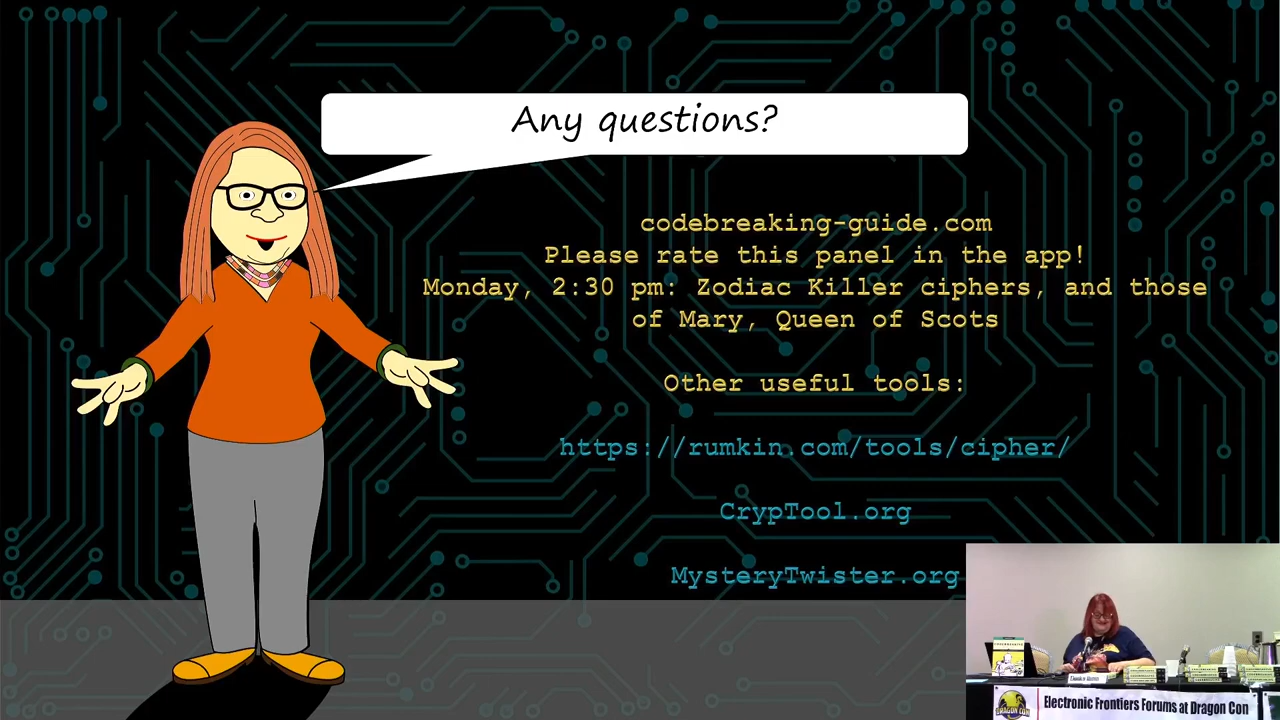 Any questions?
codebreaking-guide.com
Please rate this panel in the app!
Monday, 2:30 pm: Zodiac Killer ciphers, and those
of Mary, Queen of Scots
Other useful tools:
https://rumkin.com/tools/cipher/
CrypTool.org
MysteryTwister.org
DRAGON CON
Electronic Frontiers Forums at Dragon Con